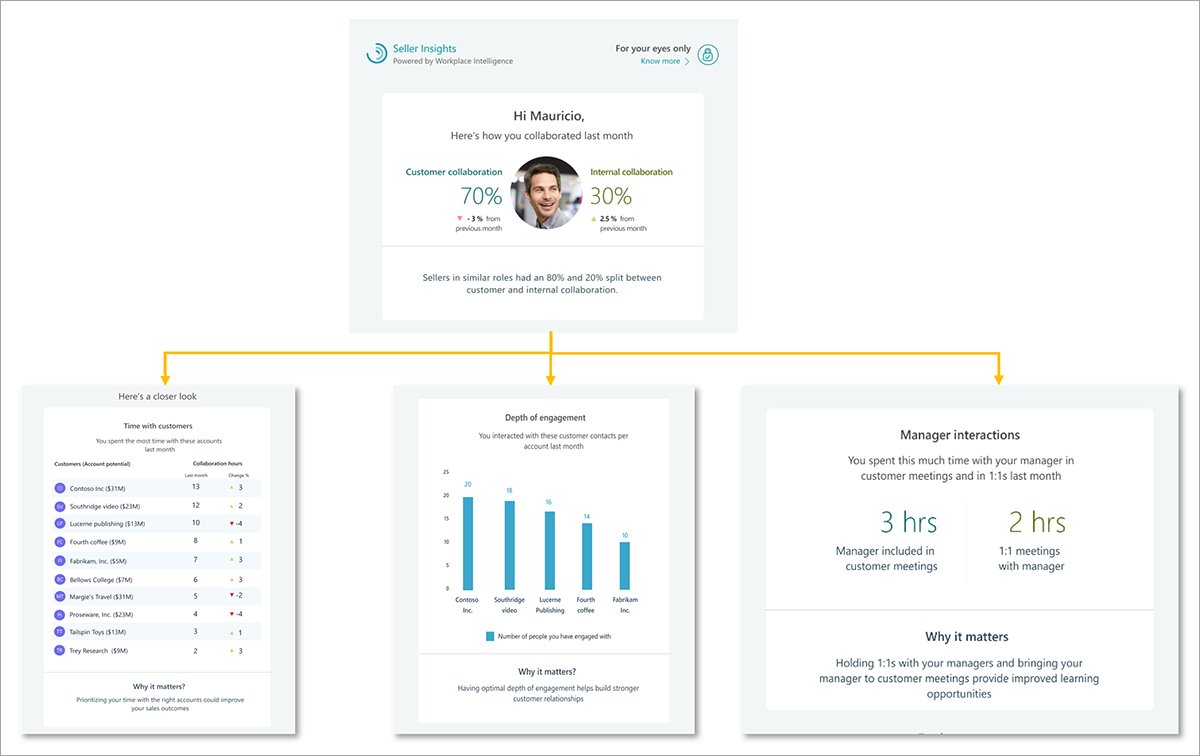 Seller Insights
Powered by Workplace Intelligence
For your eyes only
Know more
Hi Mauricio,
Here's how you collaborated last month
Customer collaboration
70%
- 3 % from
previous month
Internal collaboration
30%
2.5 % from
previous month
Sellers in similar roles had an 80% and 20% split between
customer and internal collaboration.
Here's a closer look
Time with customers
You spent the most time with these accounts
last month
Customers (Account potential) Collaboration hours
Last month Change %
Contoso Inc ($31M) 13 3
SV Southridge video ($23M) 12 2
LP Lucerne publishing ($13M) 10 -4
FC Fourth coffee ($9M) 8 1
FI Fabrikam, Inc. ($5M) 7 3
BC Bellows College ($7M) 6 3
MT Margie's Travel ($31M) 5 -2
Proseware, Inc. ($23M) 4 -4
TT Tailspin Toys ($13M) 3 1
TR Trey Research ($9M) 2 3
Why it matters?
Prioritizing your time with the right accounts could improve
your sales outcomes
Depth of engagement
You interacted with these customer contacts per
account last month
25
20
15
10
5
0
20
18
16
14
10
Contoso Inc.
Southridge video
Lucerne Publishing
Fourth coffee
Fabrikam Inc.
Number of people you have engaged with
Why it matters?
Having optimal depth of engagement helps build stronger
customer relationships
Manager interactions
You spent this much time with your manager in
customer meetings and in 1:1s last month
3 hrs
Manager included in
customer meetings
2 hrs
1:1 meetings
with manager
Why it matters
Holding 1:1s with your managers and bringing your
manager to customer meetings provide improved learning
opportunities